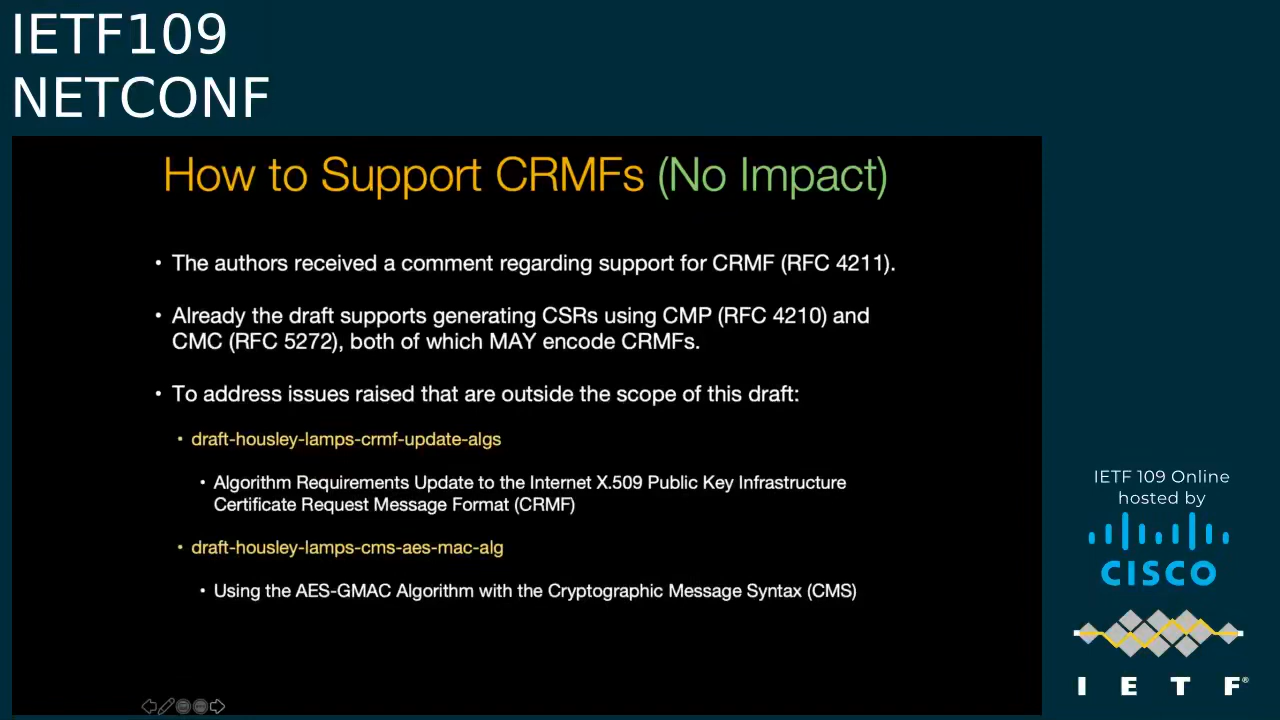 IETF109
NETCONF
How to Support CRMFs (No Impact)
• The authors received a comment regarding support for CRMF (RFC 4211).
• Already the draft supports generating CSRs using CMP (RFC 4210) and
CMC (RFC 5272), both of which MAY encode CRMFs.
• To address issues raised that are outside the scope of this draft:
• draft-housley-lamps-crmf-update-algs
• Algorithm Requirements Update to the Internet X.509 Public Key Infrastructure
Certificate Request Message Format (CRMF)
• draft-housley-lamps-cms-aes-mac-alg
• Using the AES-GMAC Algorithm with the Cryptographic Message Syntax (CMS)
IETF 109 Online
hosted by
CISCO
IETF®